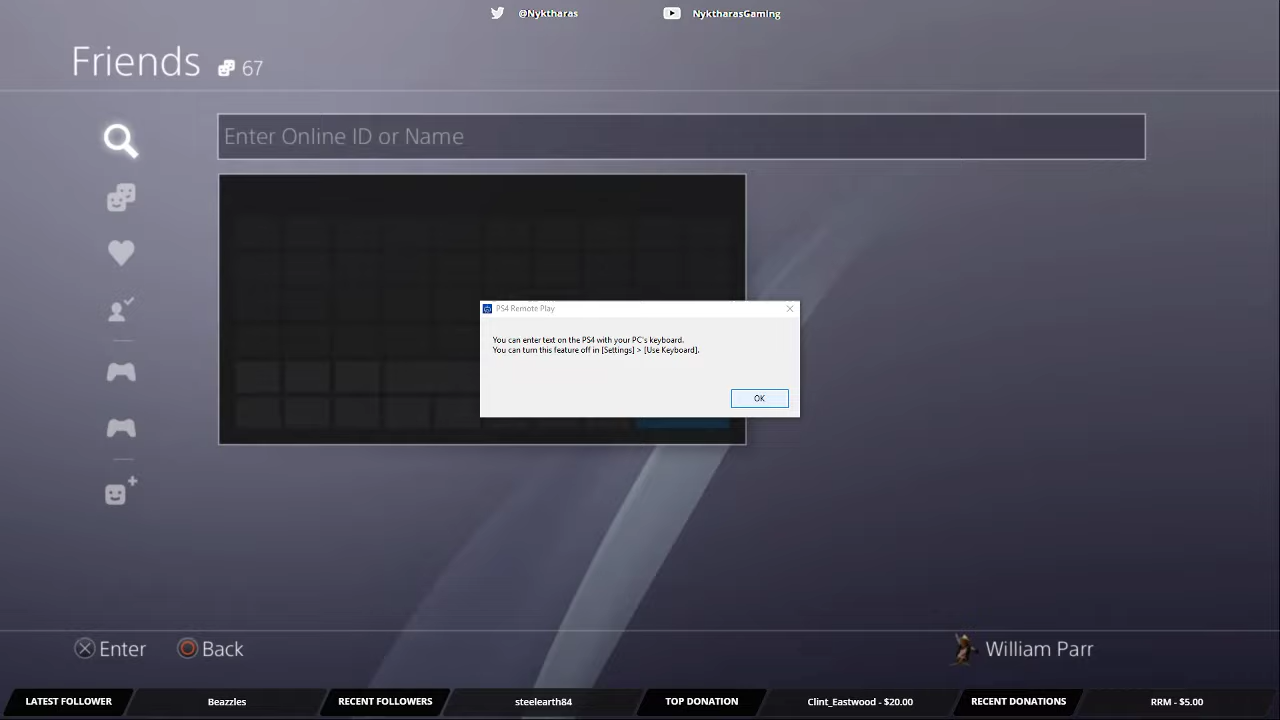 @Nyktharas
NyktharasGaming
Friends 67
Enter Online ID or Name
PS4 Remote Play
You can enter text on the PS4 with your PC's keyboard.
You can turn this feature off in [Settings] > [Use Keyboard].
OK
Enter
Back
William Parr
LATEST FOLLOWER
Beazzles
RECENT FOLLOWERS
steelearth84
TOP DONATION
Clint_Eastwood - $20.00
RECENT DONATIONS
RRM - $5.00